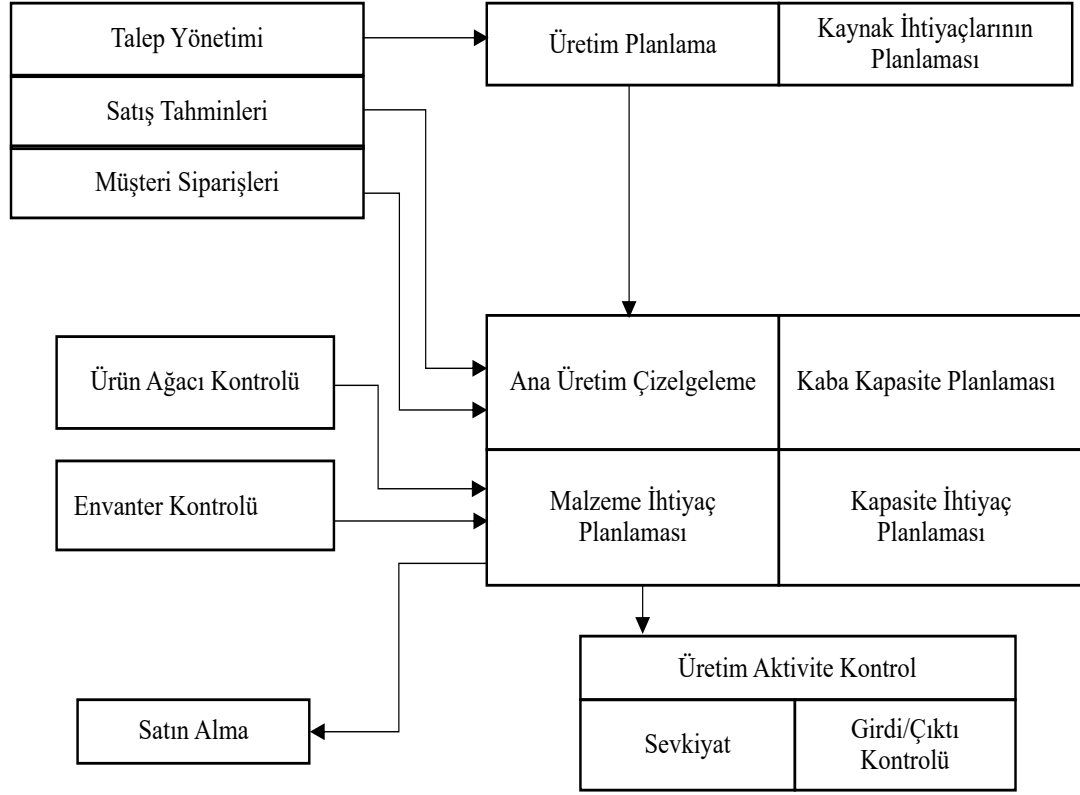 Talep Yönetimi
Satış Tahminleri
Müşteri Siparişleri
Üretim Planlama
Kaynak İhtiyaçlarının
Planlaması
Ürün Ağacı Kontrolü
Envanter Kontrolü
Ana Üretim Çizelgeleme
Kaba Kapasite Planlaması
Malzeme İhtiyaç
Planlaması
Kapasite İhtiyaç
Planlaması
Satın Alma
Üretim Aktivite Kontrol
Sevkiyat
Girdi/Çıktı
Kontrolü